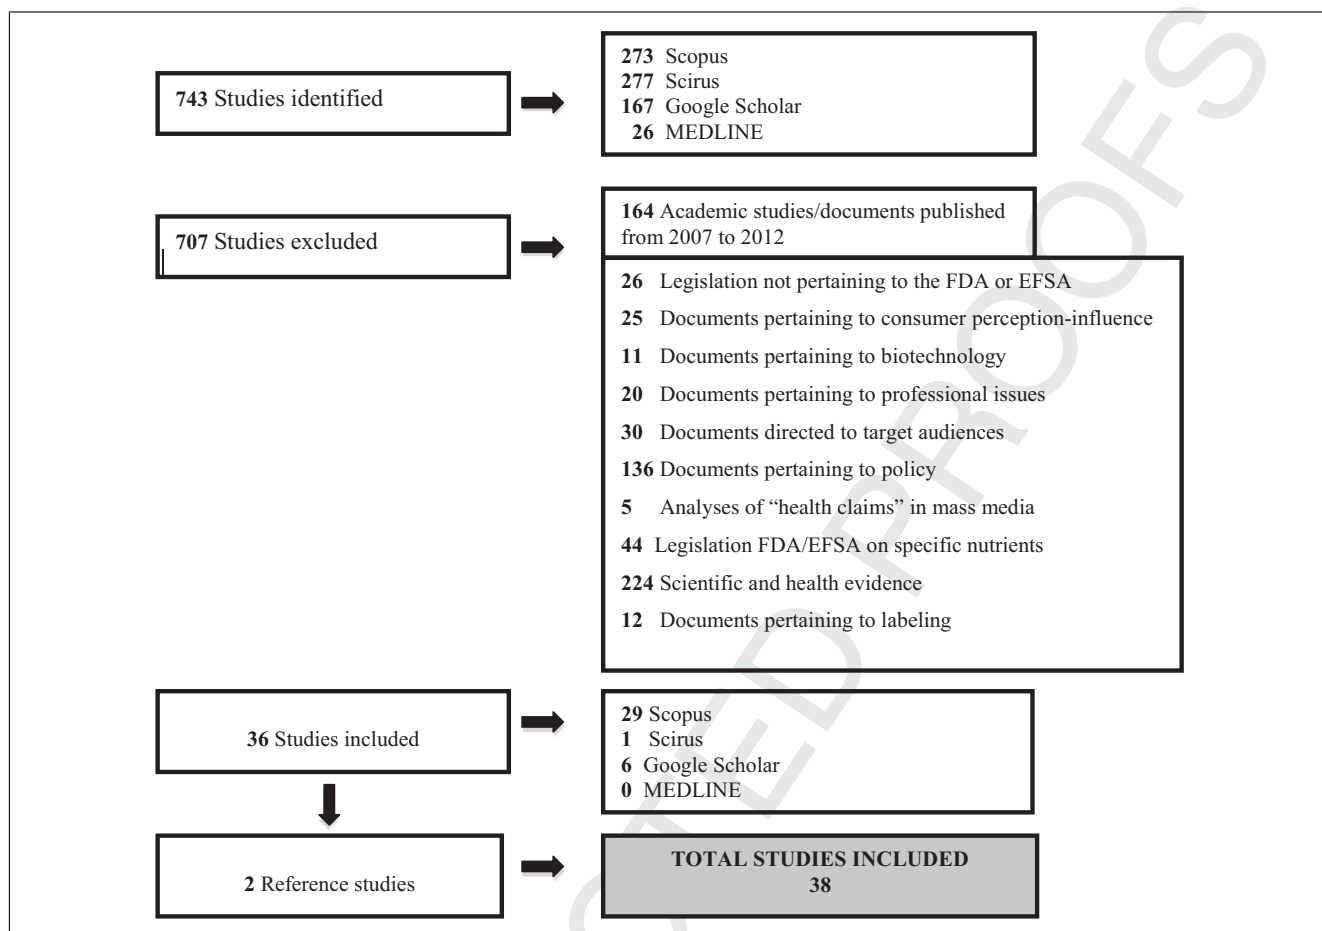 743 Studies identified
273 Scopus
277 Scirus
167 Google Scholar
26 MEDLINE
707 Studies excluded
164 Academic studies/documents published
from 2007 to 2012
26 Legislation not pertaining to the FDA or EFSA
25 Documents pertaining to consumer perception-influence
11 Documents pertaining to biotechnology
20 Documents pertaining to professional issues
30 Documents directed to target audiences
136 Documents pertaining to policy
5 Analyses of “health claims” in mass media
44 Legislation FDA/EFSA on specific nutrients
224 Scientific and health evidence
12 Documents pertaining to labeling
36 Studies included
29 Scopus
1 Scirus
6 Google Scholar
0 MEDLINE
2 Reference studies
TOTAL STUDIES INCLUDED
38
PROOFS